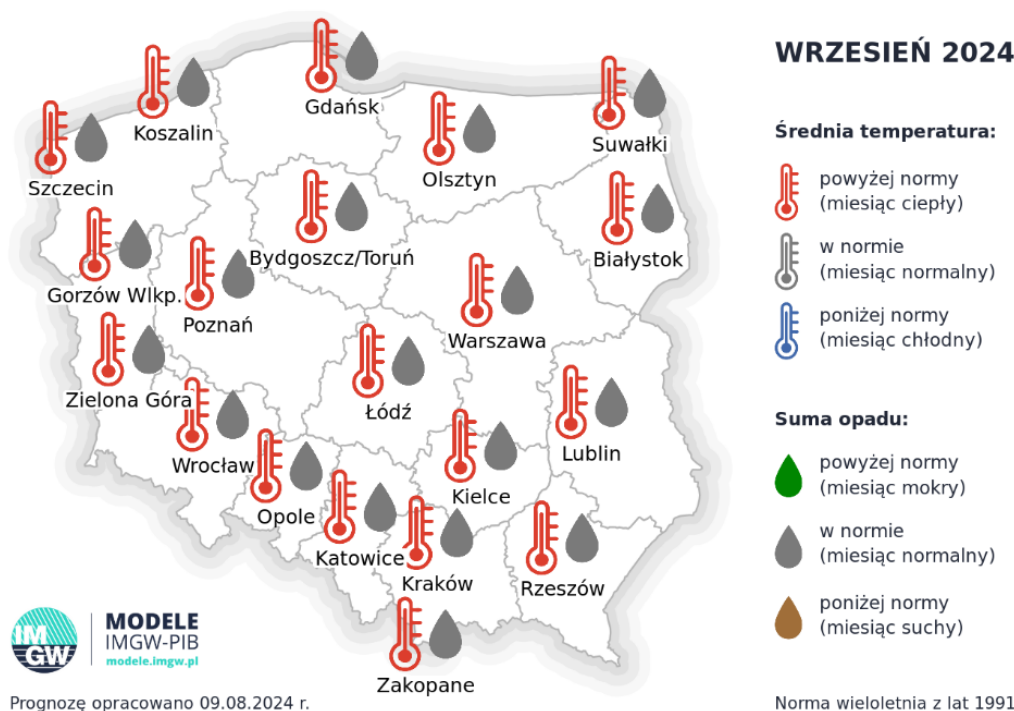 WRZESIEŃ 2024
Gdańsk
Koszalin
Suwałki
Olsztyn
Szczecin
Bydgoszcz/Toruń
Białystok
Gorzów Wlkp.
Poznań
Warszawa
Zielona Góra
Łódź
Lublin
Wrocław
Kielce
Opole
Katowice
Kraków
Rzeszów
Zakopane
Średnia temperatura:
powyżej normy
(miesiąc ciepły)
w normie
(miesiąc normalny)
poniżej normy
(miesiąc chłodny)
Suma opadu:
powyżej normy
(miesiąc mokry)
w normie
(miesiąc normalny)
poniżej normy
(miesiąc suchy)
IM
GW
MODELE
IMGW-PIB
modele.imgw.pl
Prognozę opracowano 09.08.2024 r.
Norma wieloletnia z lat 1991